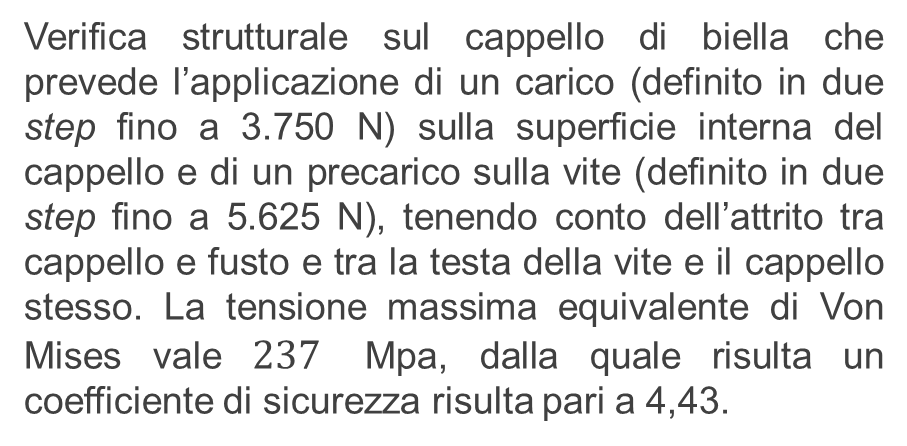 Verifica strutturale sul cappello di biella che
prevede l’applicazione di un carico (definito in due
step fino a 3.750 N) sulla superficie interna del
cappello e di un precarico sulla vite (definito in due
step fino a 5.625 N), tenendo conto dell’attrito tra
cappello e fusto e tra la testa della vite e il cappello
stesso. La tensione massima equivalente di Von
Mises vale 237 Mpa, dalla quale risulta un
coefficiente di sicurezza risulta pari a 4,43.